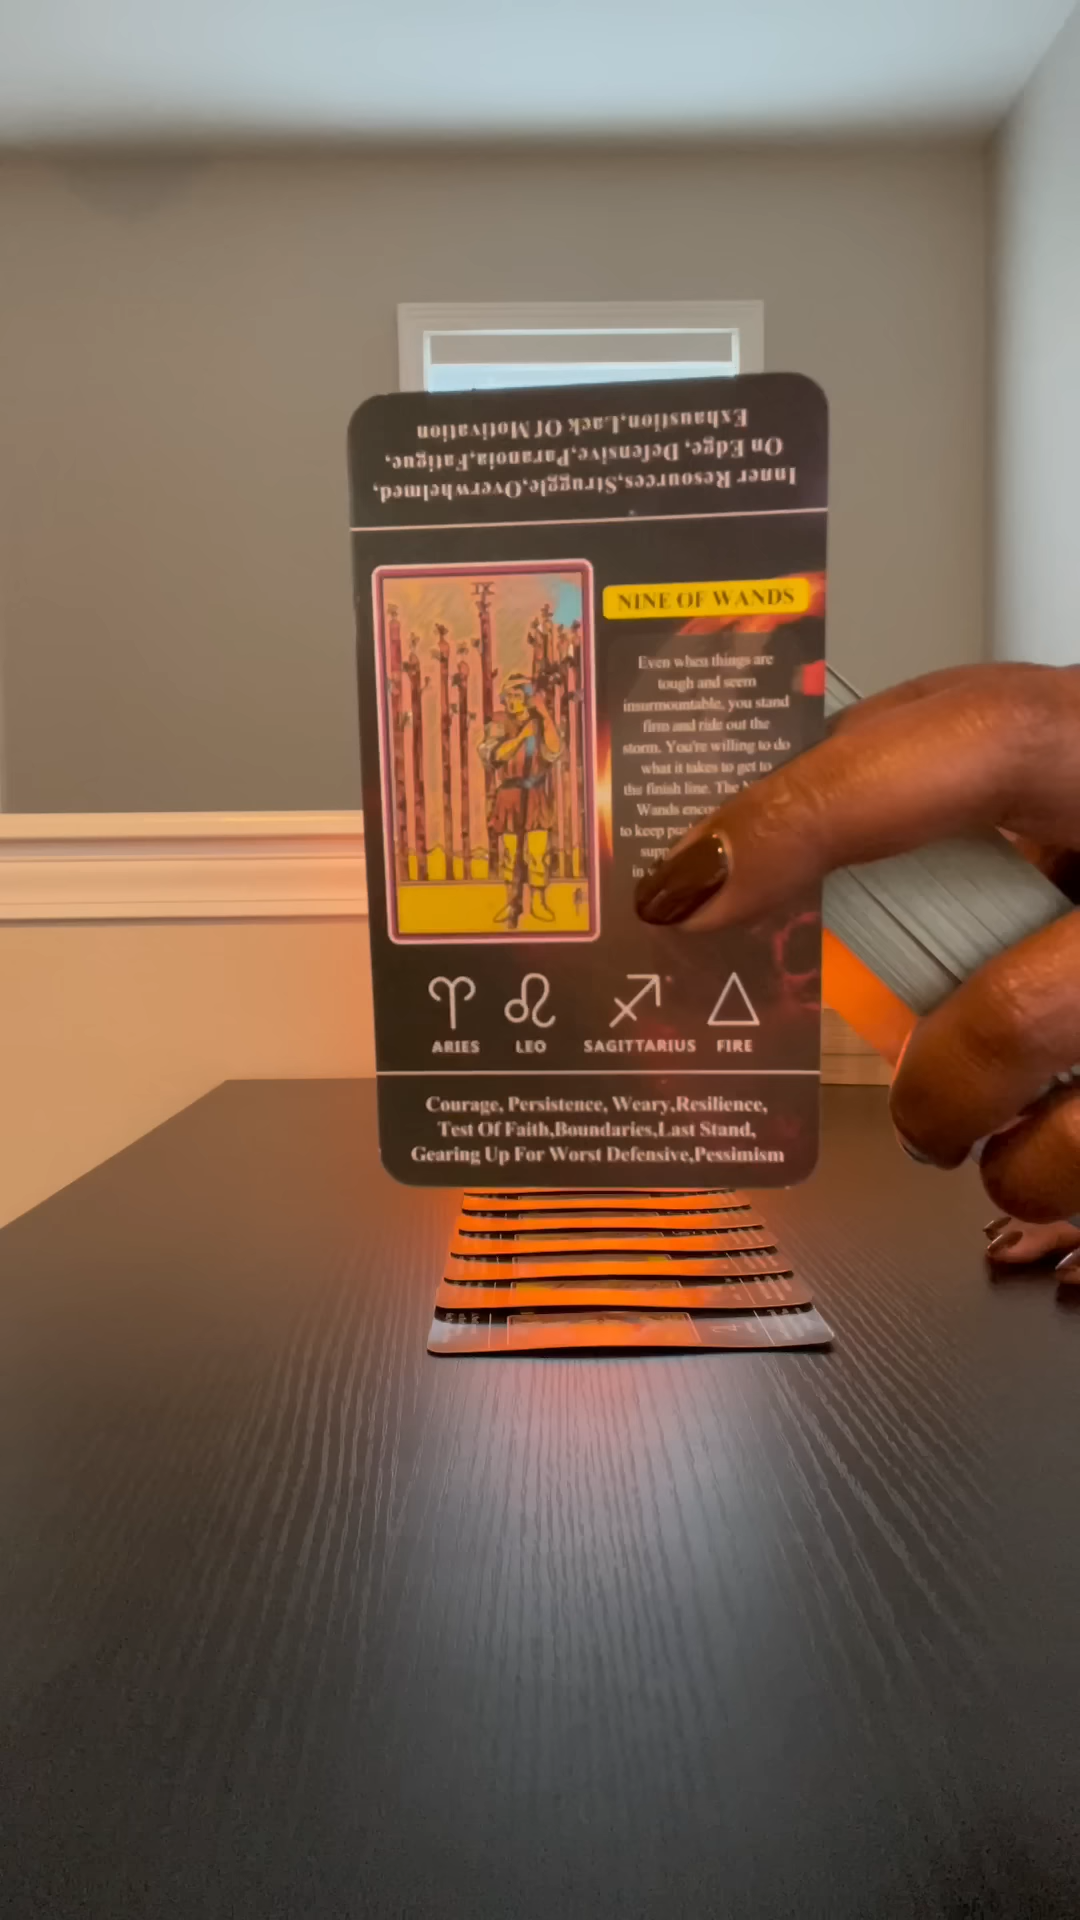 Inner Resources,Struggle,Overwhelmed,
On Edge, Defensive,Paranoia,Fatigue,
Exhaustion,Lack Of Motivation
IX
NINE OF WANDS
Even when things are
tough and seem
insurmountable, you stand
firm and ride out the
storm. You're willing to do
what it takes to get to
the finish line. The
Wands
to keep
in
ARIES LEO SAGITTARIUS FIRE
Courage, Persistence, Weary,Resilience,
Test Of Faith,Boundaries,Last Stand,
Gearing Up For Worst Defensive,Pessimism